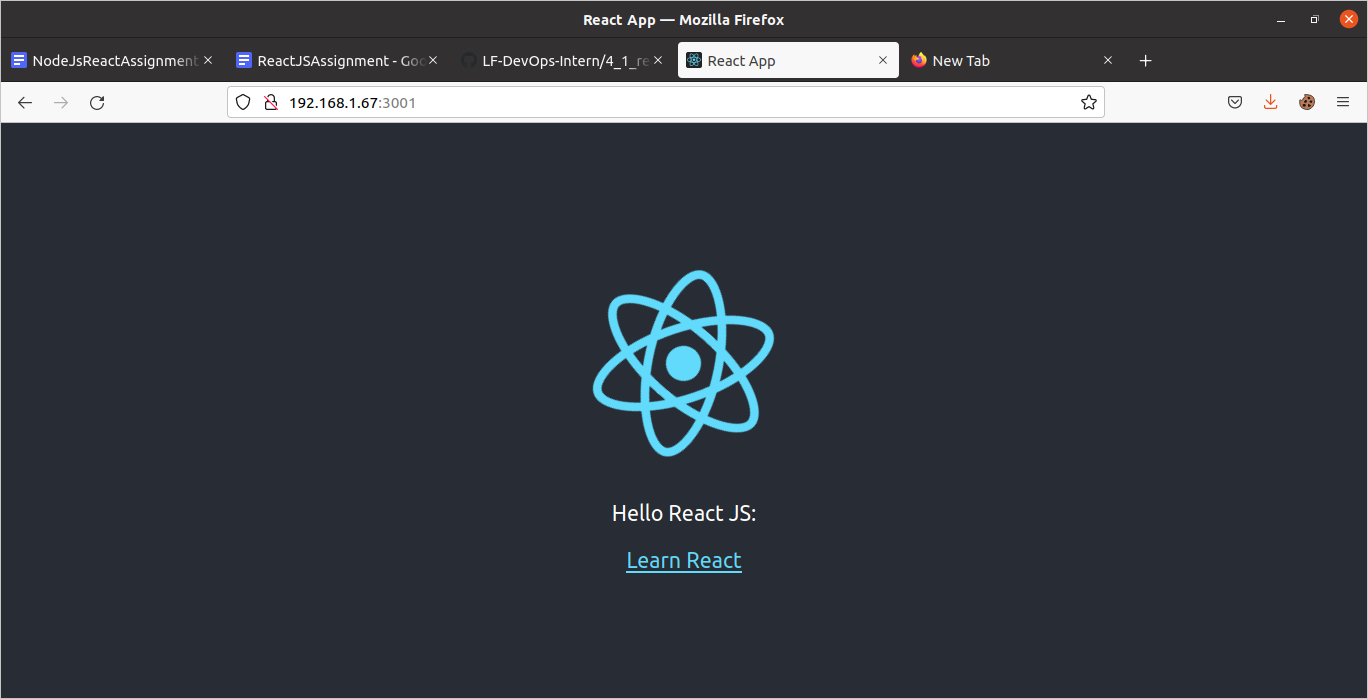 React App — Mozilla Firefox
NodeJsReactAssignment
ReactJSAssignment - Goo
LF-DevOps-Intern/4_1_re
React App
New Tab
192.168.1.67:3001
Hello React JS:
Learn React